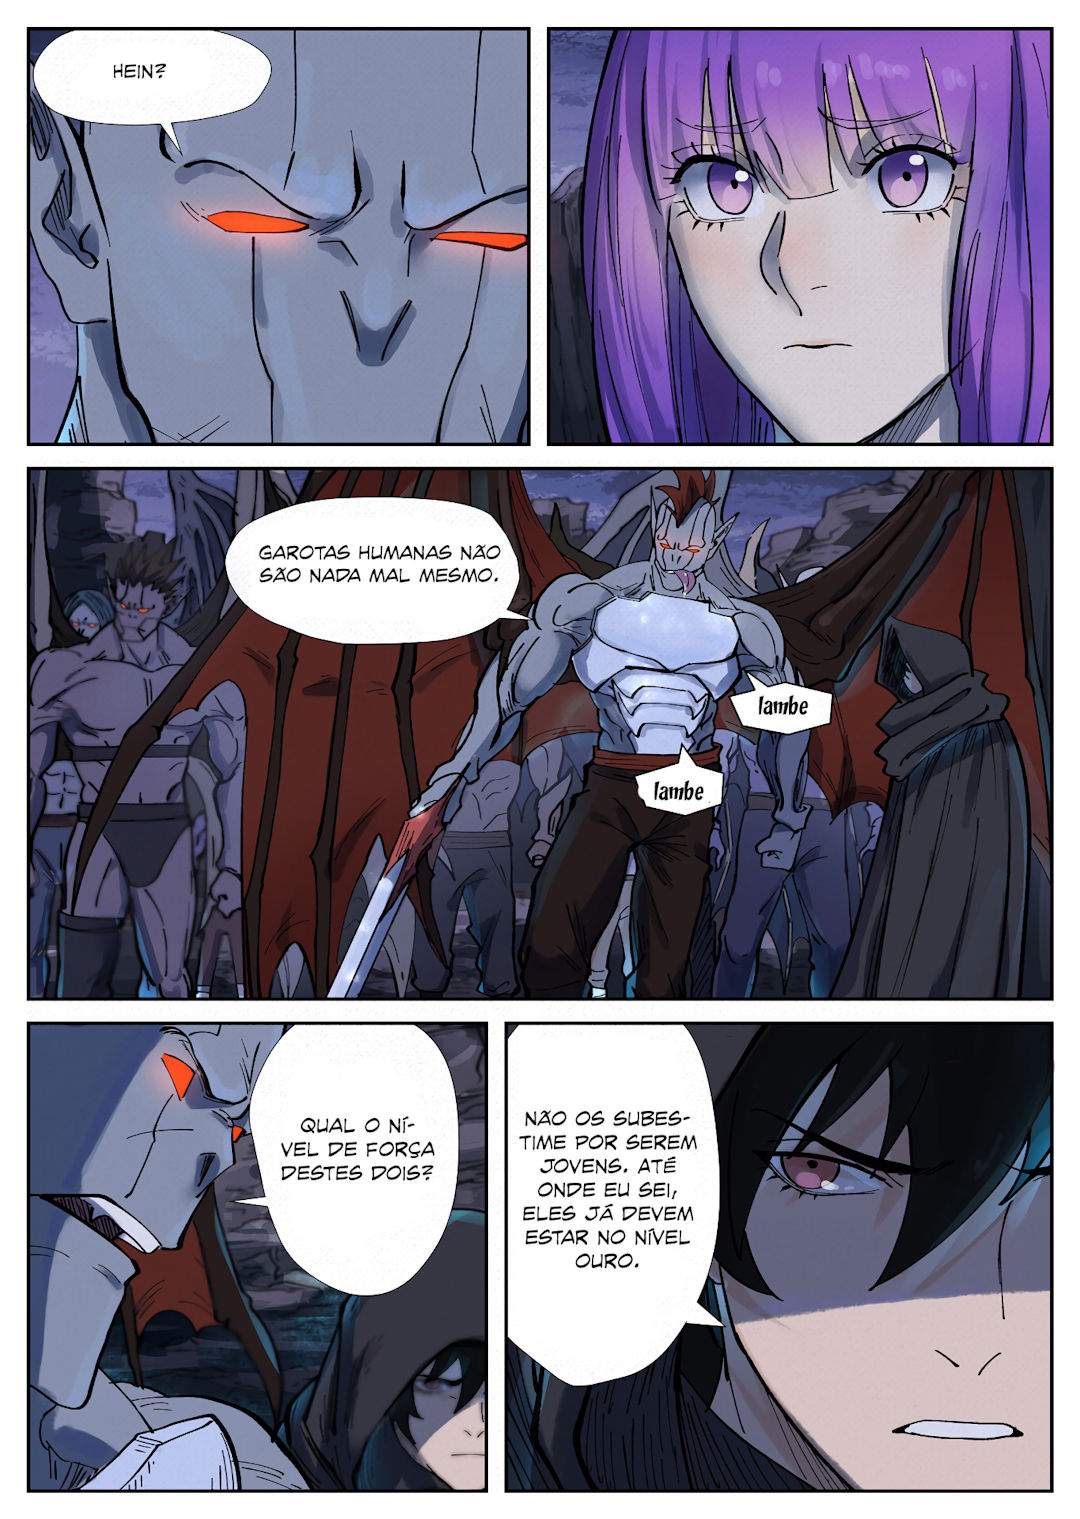 HEIN?
GAROTAS HUMANAS NÃO
SÃO NADA MAL MESMO.
lambe
lambe
QUAL O NÍ-
VEL DE FORÇA
DESTES DOIS?
NÃO OS SUBES-
TIME POR SEREM
JOVENS. ATÉ
ONDE EU SEI,
ELES JÁ DEVEM
ESTAR NO NÍVEL
OURO.